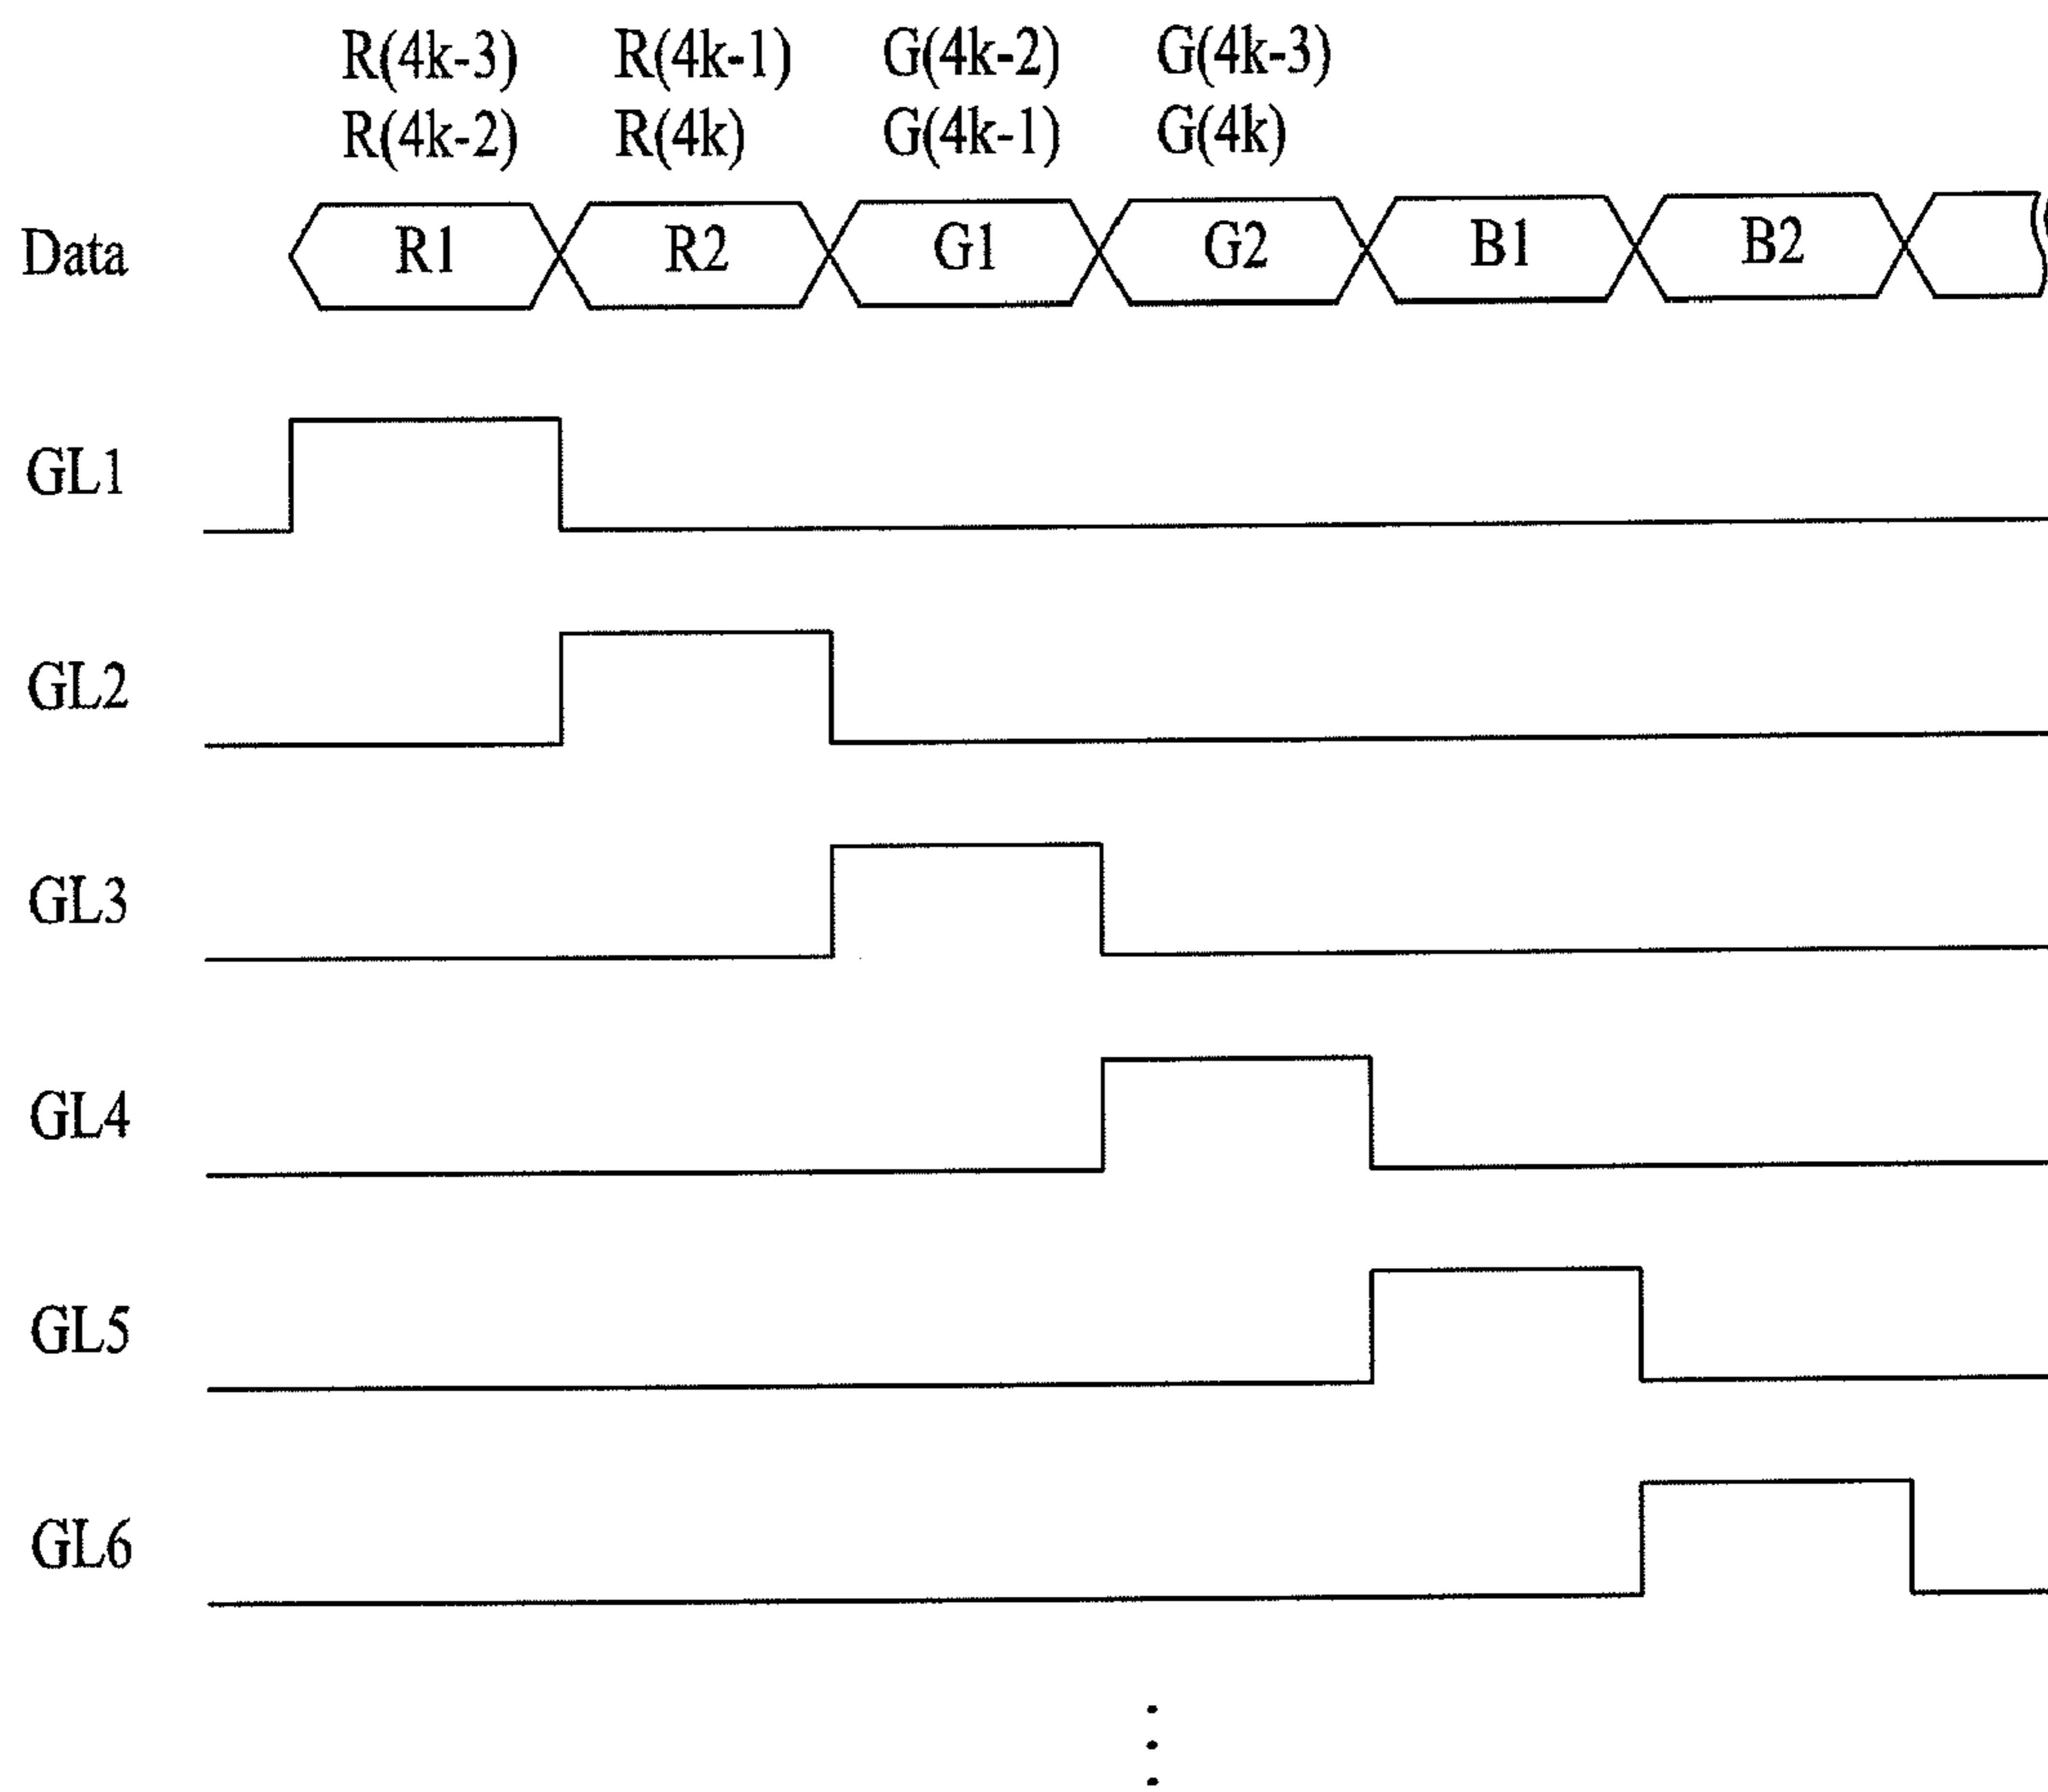 R(4k-3) R(4k-1) G(4k-2) G(4k-3)
R(4k-2) R(4k) G(4k-1) G(4k)
Data R1 R2 G1 G2 B1 B2
GL1
GL2
GL3
GL4
GL5
GL6